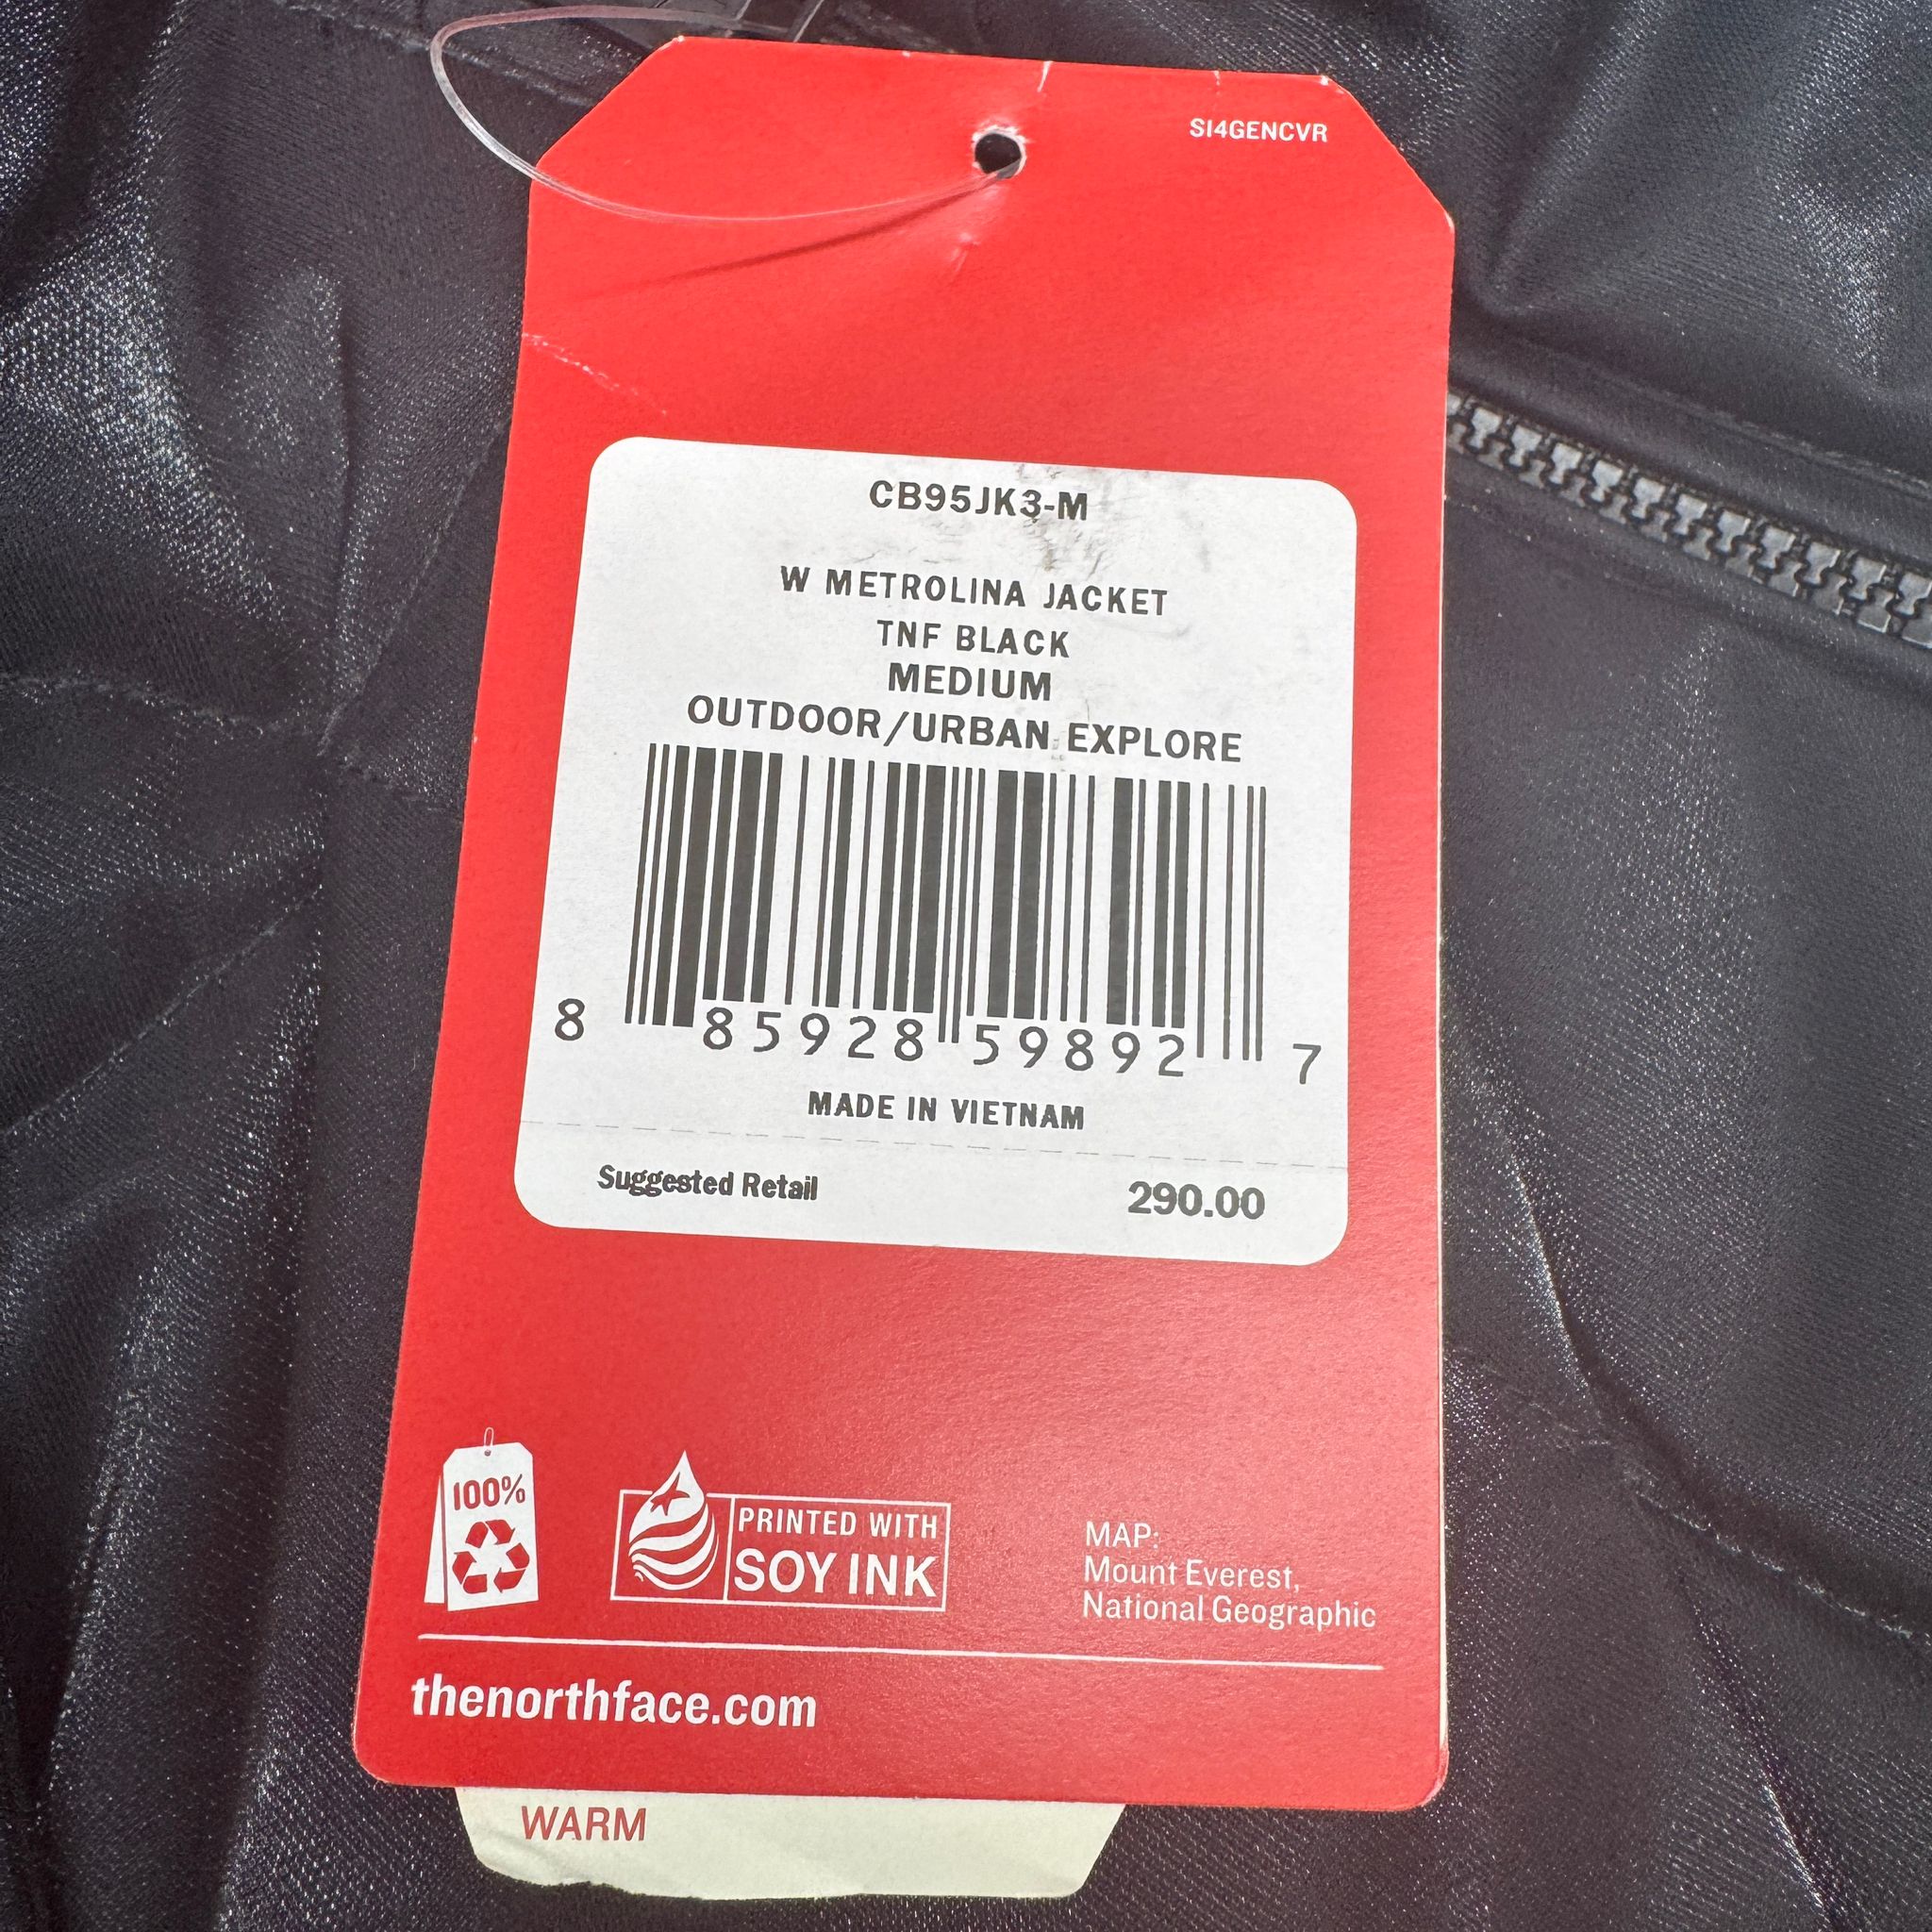 SI4GENCVR
CB95JK3-M
W METROLINA JACKET
TNF BLACK
MEDIUM
OUTDOOR/URBAN EXPLORE
8 85928 59892 7
MADE IN VIETNAM
Suggested Retail 290.00
100%
PRINTED WITH
SOY INK
MAP:
Mount Everest,
National Geographic
thenorthface.com
WARM